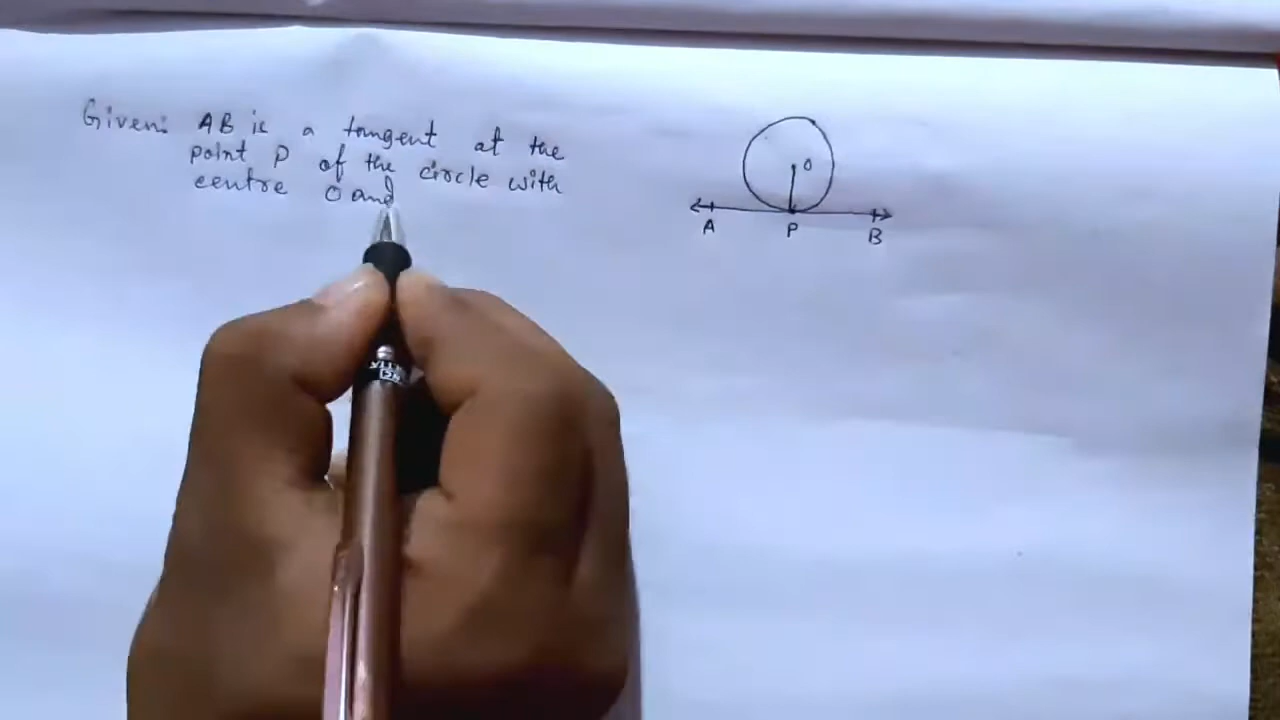 Given: AB is a tangent at the
point P of the circle with
centre O and
O
A P B